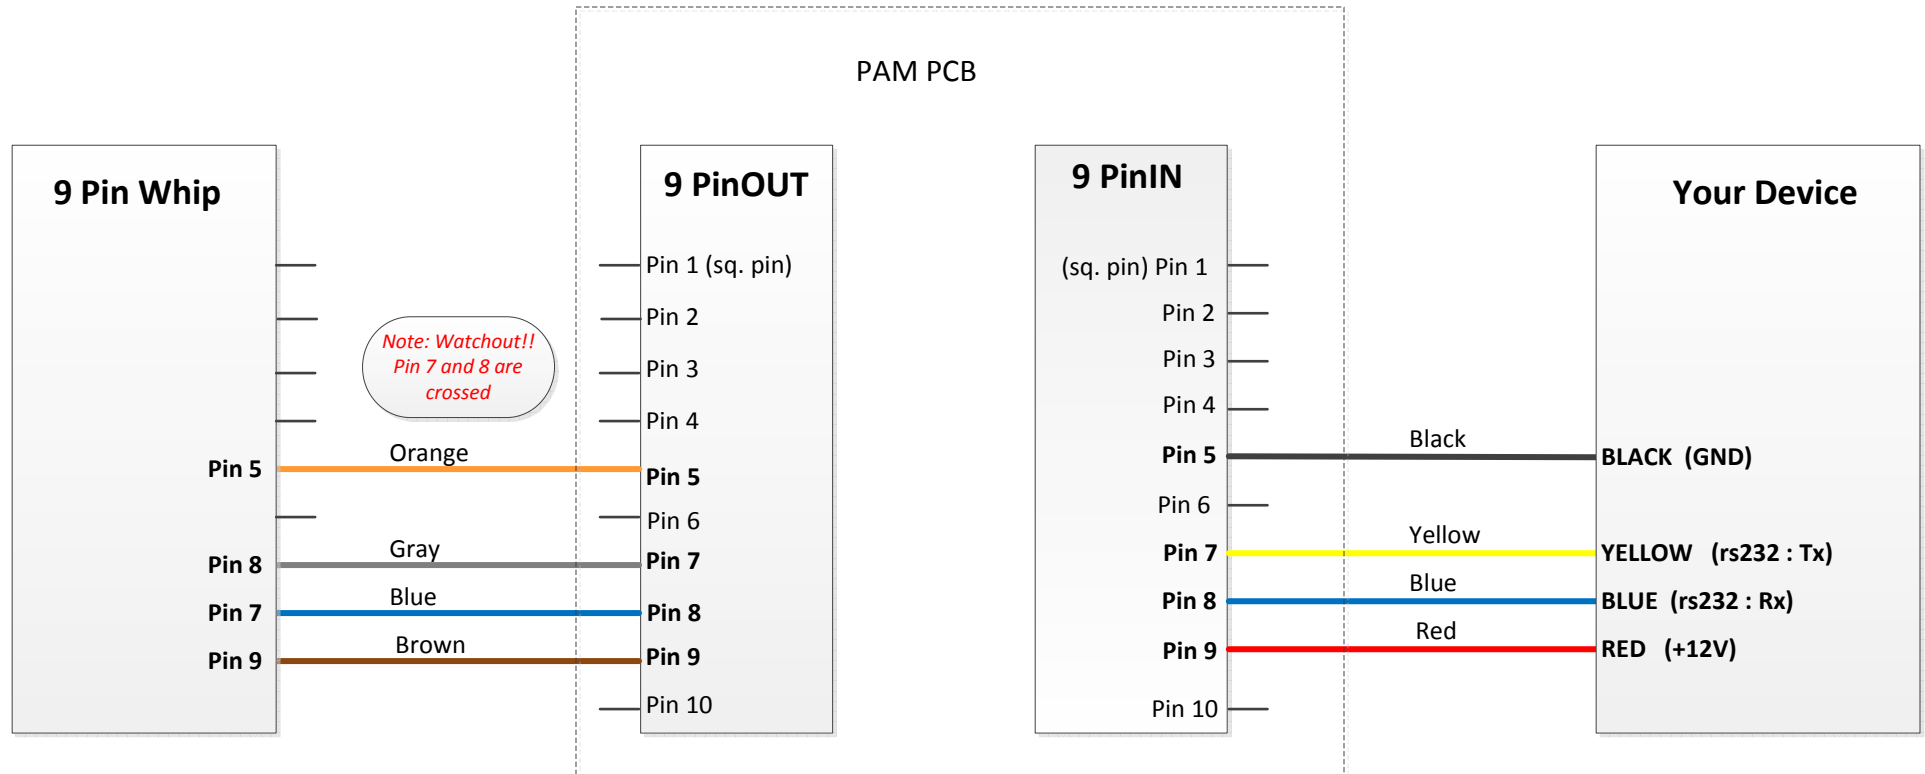 PAM PCB
9 Pin Whip
Note: Watchout!!
Pin 7 and 8 are
crossed
Pin 5
Pin 8
Pin 7
Pin 9
Orange
Gray
Blue
Brown
9 PinOUT
Pin 1 (sq. pin)
Pin 2
Pin 3
Pin 4
Pin 5
Pin 6
Pin 7
Pin 8
Pin 9
Pin 10
9 PinIN
(sq. pin) Pin 1
Pin 2
Pin 3
Pin 4
Pin 5
Pin 6
Pin 7
Pin 8
Pin 9
Pin 10
Black
Yellow
Blue
Red
Your Device
BLACK (GND)
YELLOW (rs232 : Tx)
BLUE (rs232 : Rx)
RED (+12V)